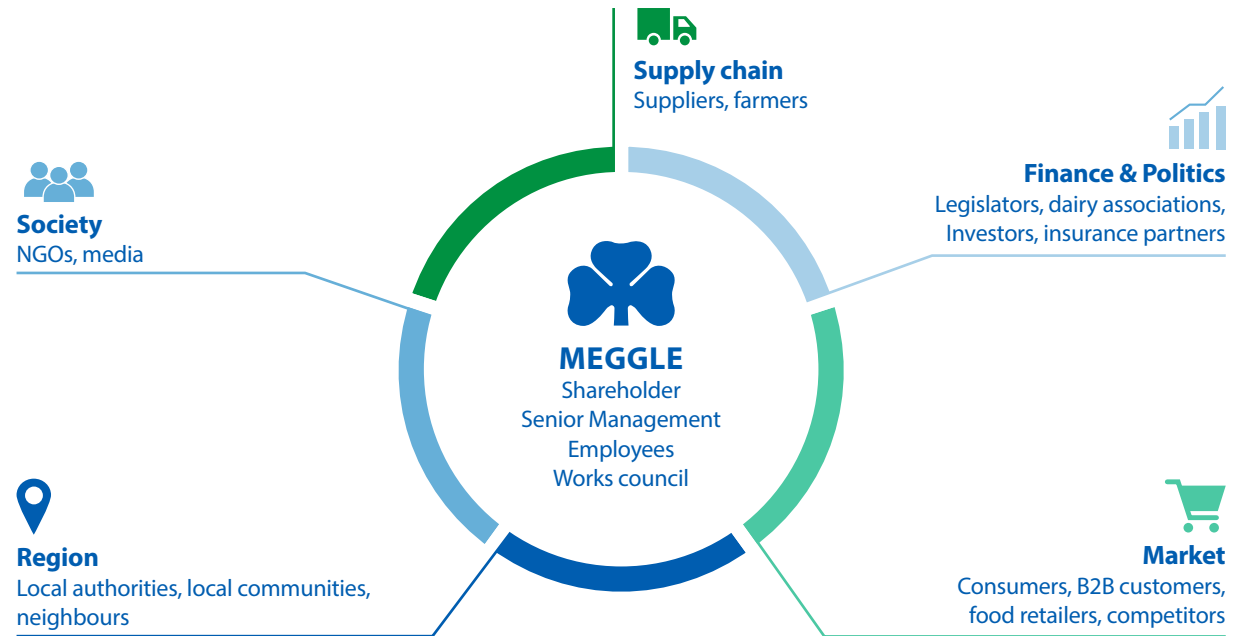 Supply chain
Suppliers, farmers
Finance & Politics
Legislators, dairy associations,
Investors, insurance partners
Society
NGOs, media
MEGGLE
Shareholder
Senior Management
Employees
Works council
Region
Local authorities, local communities,
neighbours
Market
Consumers, B2B customers,
food retailers, competitors